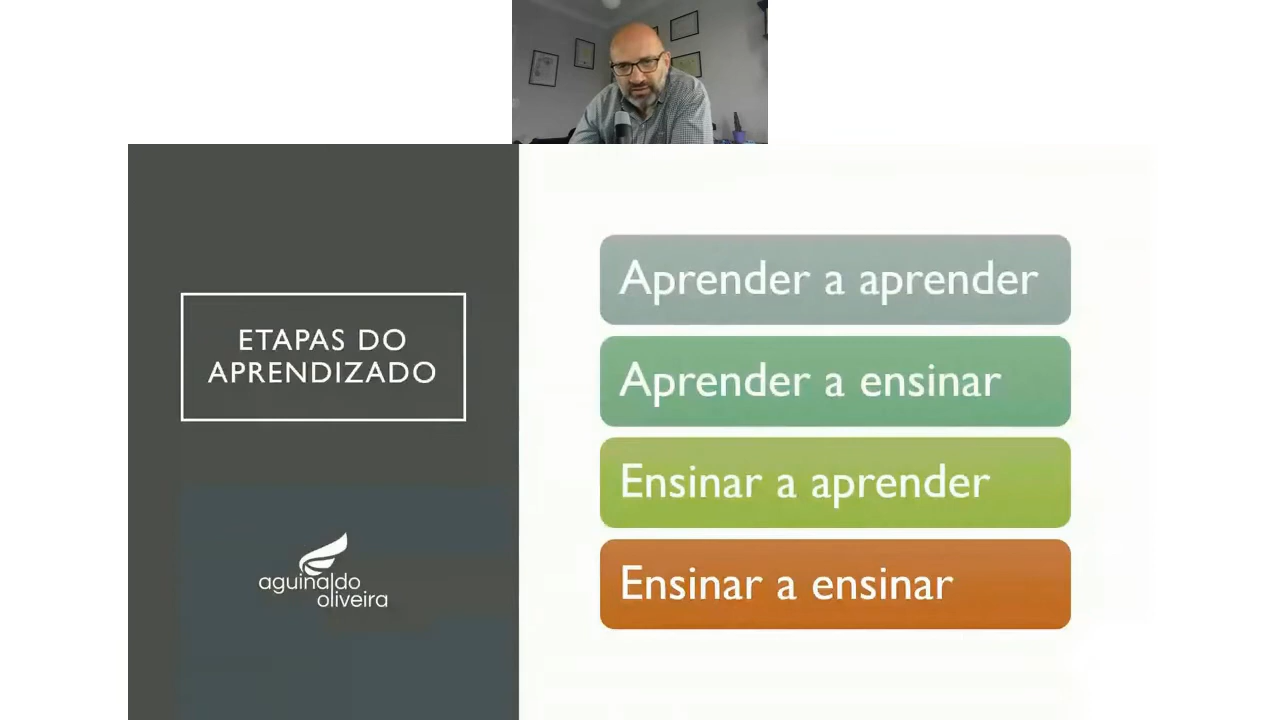 ETAPAS DO
APRENDIZADO
aguinaldo
oliveira
Aprender a aprender
Aprender a ensinar
Ensinar a aprender
Ensinar a ensinar